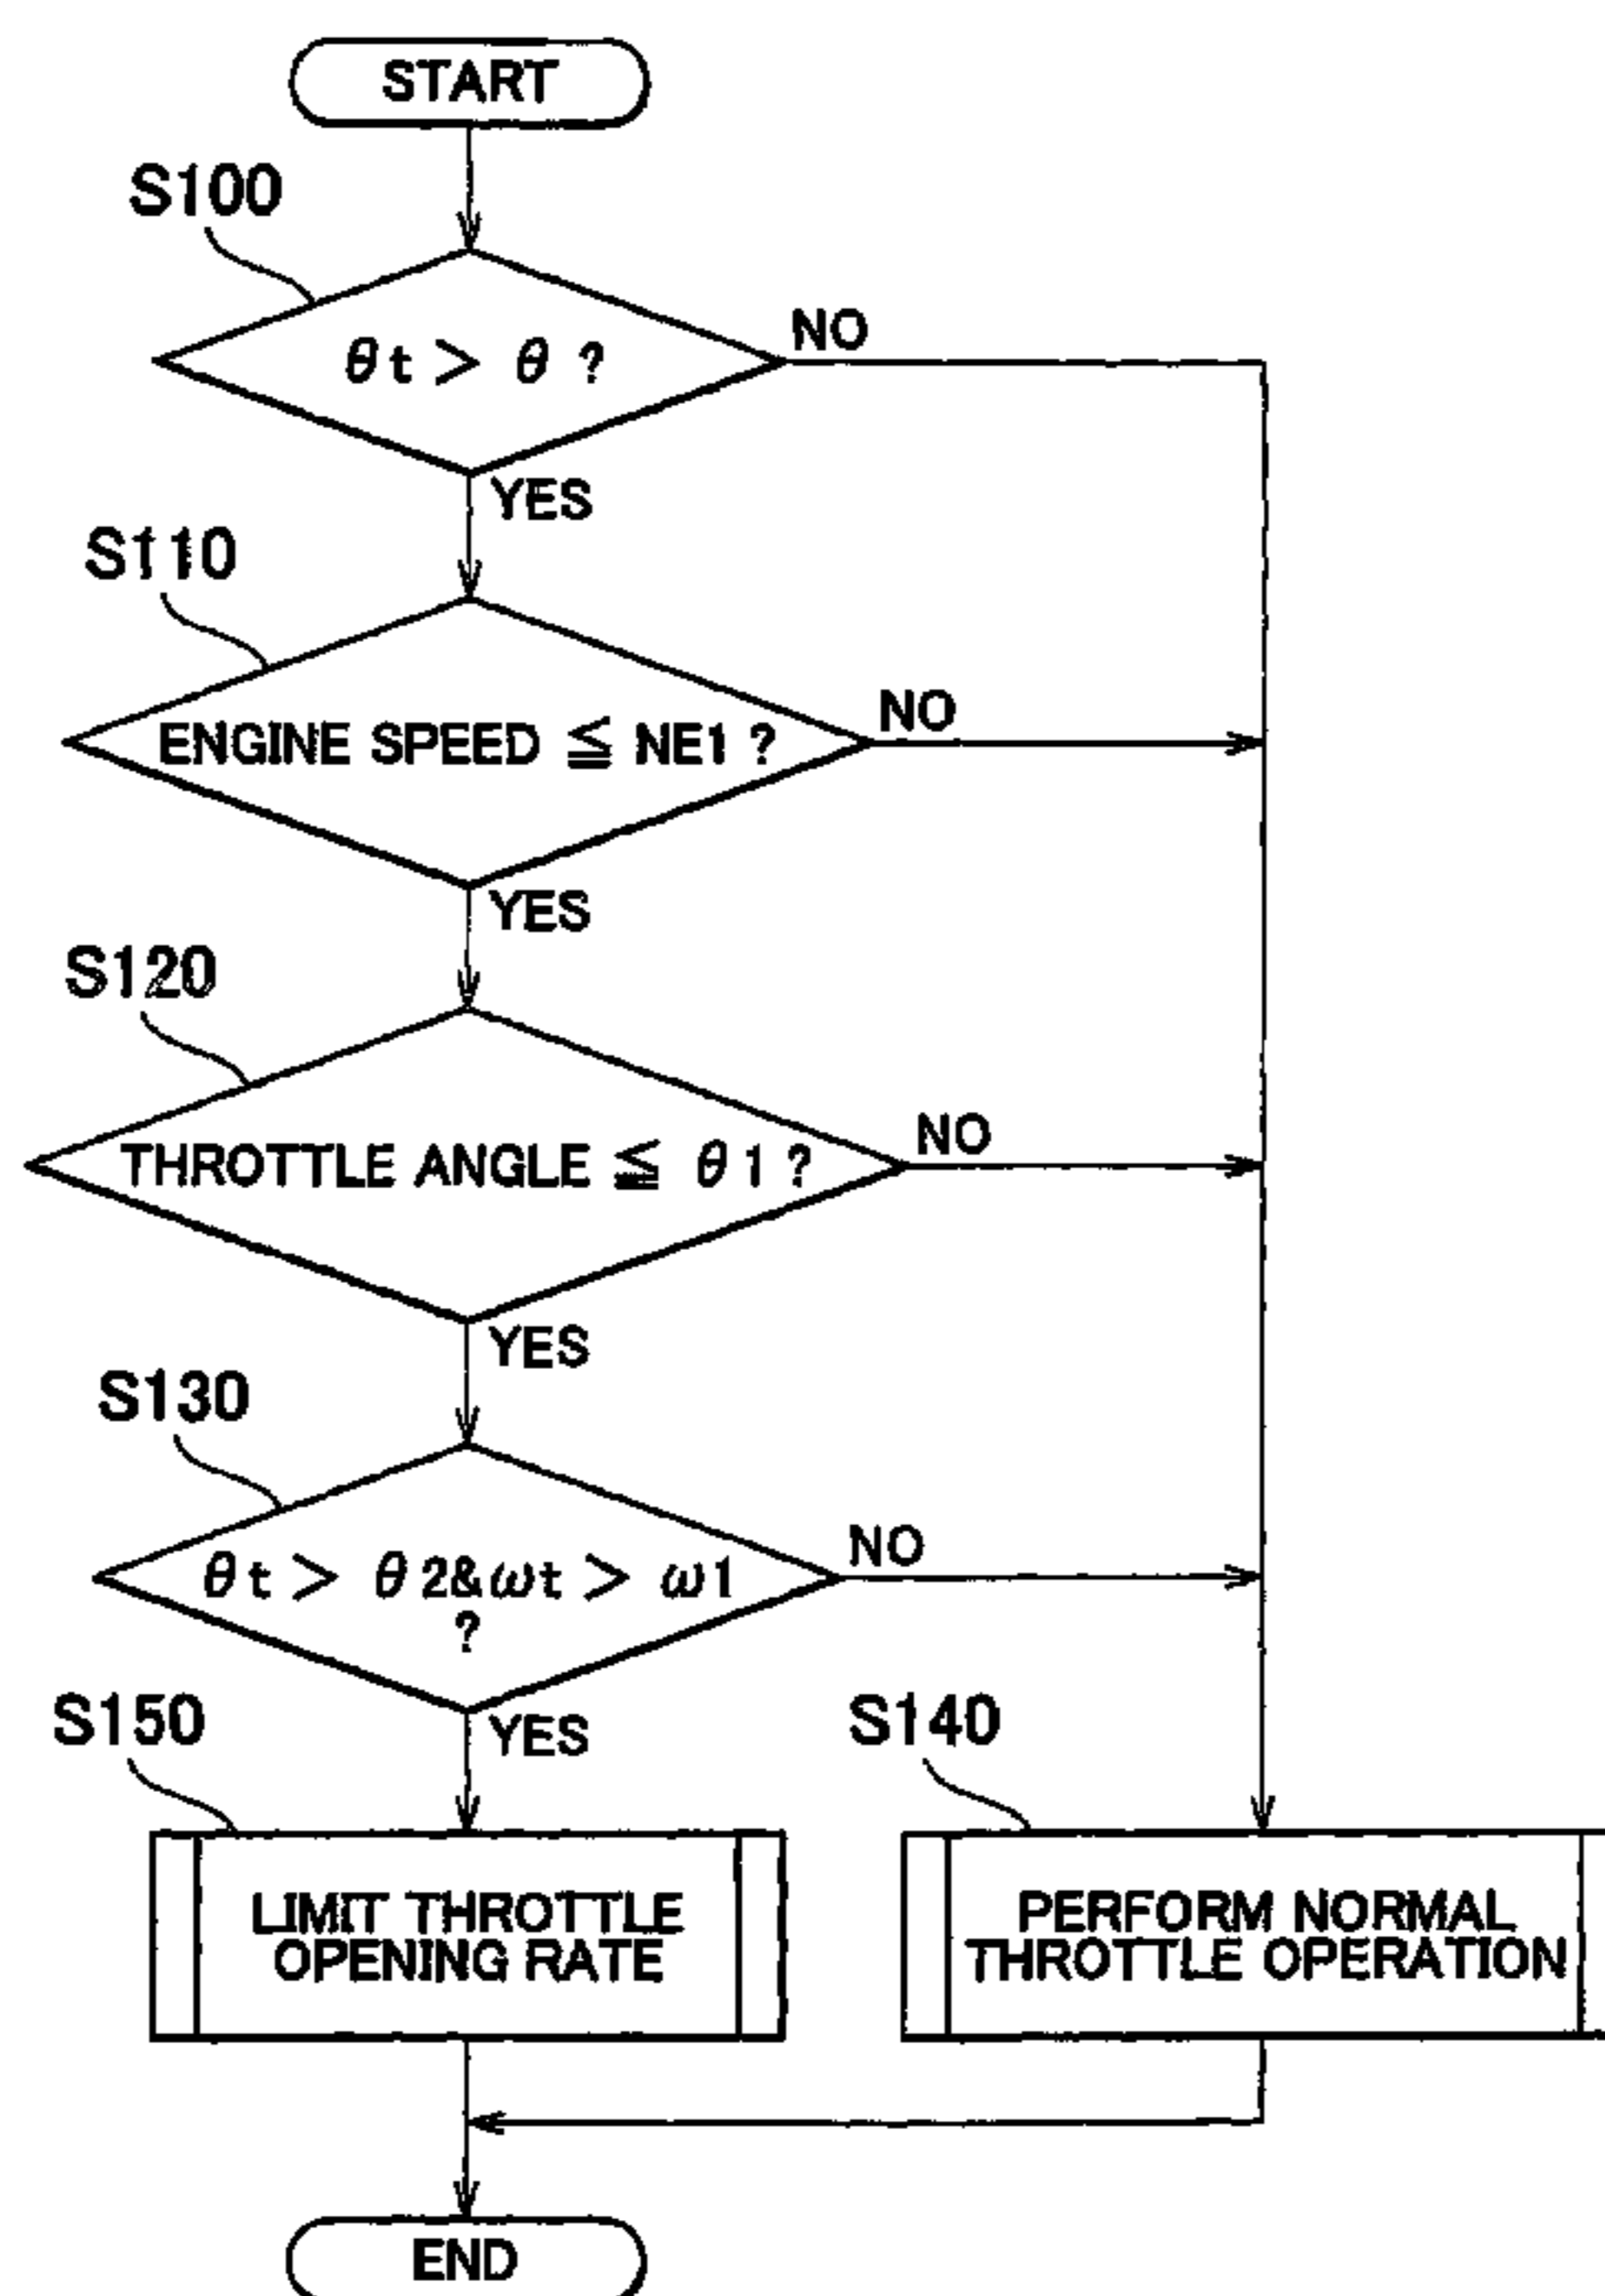 START
S100
θt > θ ?
NO
YES
S110
ENGINE SPEED ≦ NE1 ?
NO
YES
S120
THROTTLE ANGLE ≦ θ1 ?
NO
YES
S130
θt > θ2&ωt > ω1
?
NO
YES
S150
S140
LIMIT THROTTLE
OPENING RATE
PERFORM NORMAL
THROTTLE OPERATION
END